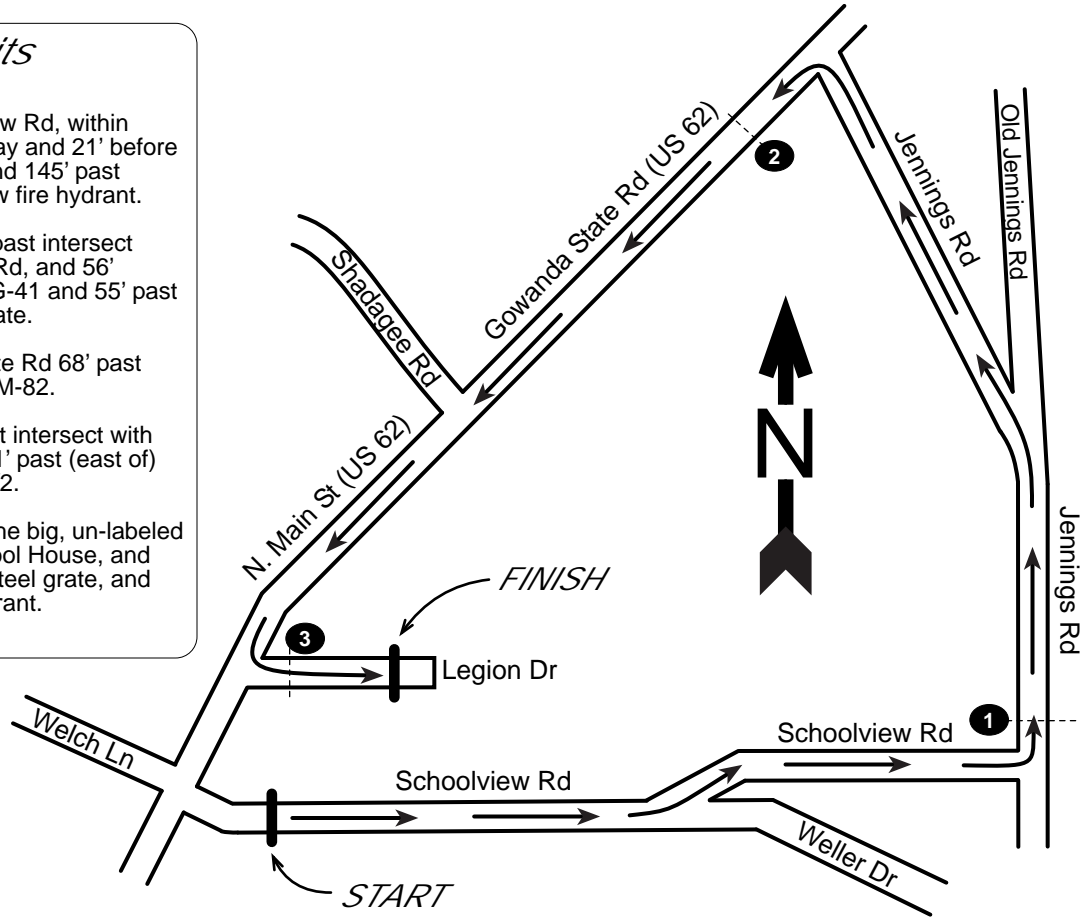 its
w Rd, within
ay and 21' before
nd 145' past
w fire hydrant.
past intersect
Rd, and 56'
G-41 and 55' past
ate.
te Rd 68' past
M-82.
t intersect with
1' past (east of)
2.
he big, un-labeled
ool House, and
steel grate, and
rant.
Gowanda State Rd (US 62)
2
Jennings Rd
Old Jennings Rd
Shadagee Rd
N
N. Main St (US 62)
Jennings Rd
FINISH
3
Legion Dr
Welch Ln
1
Schoolview Rd
Schoolview Rd
Weller Dr
START